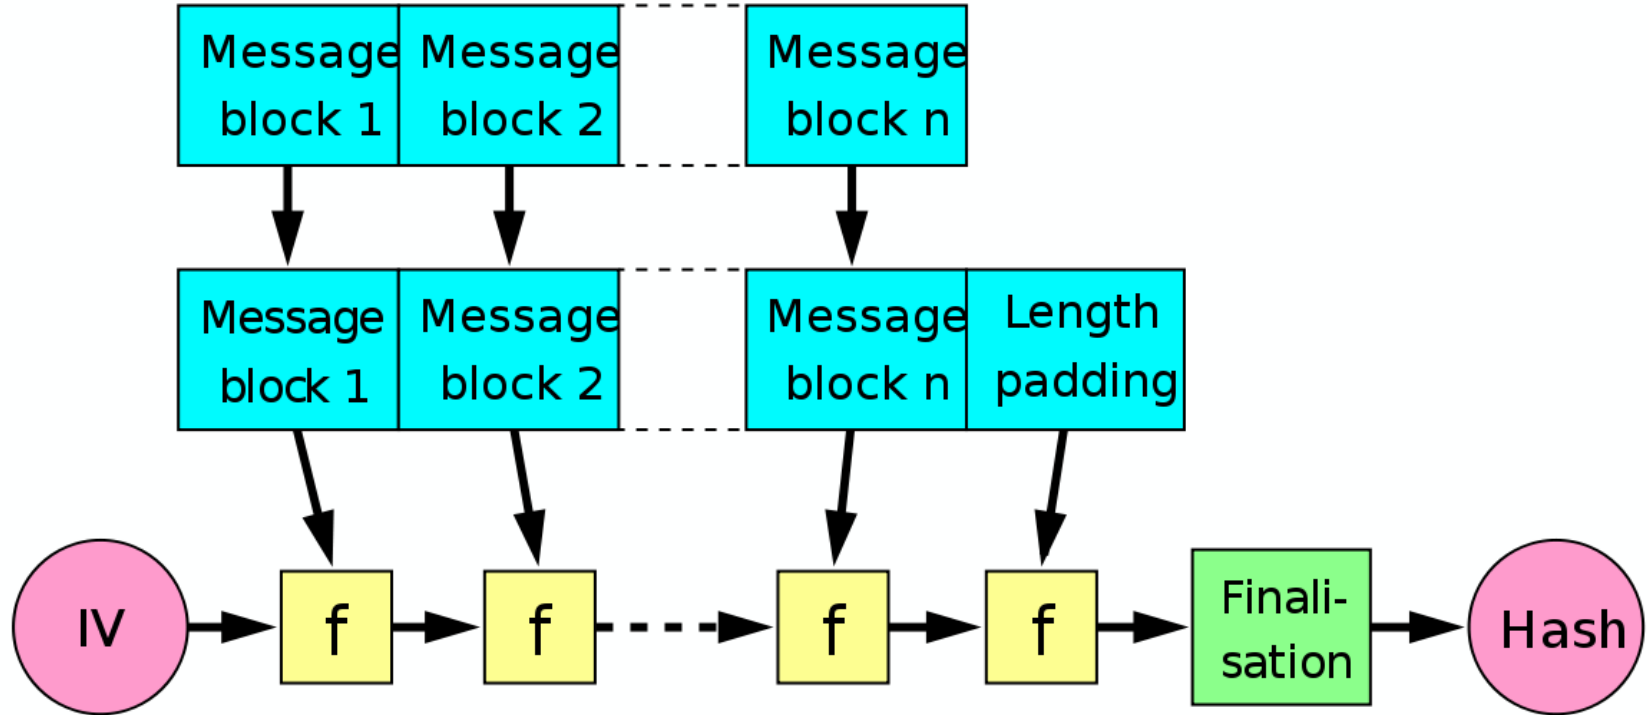 Message
block 1
Message
block 2
Message
block n
Message
block 1
Message
block 2
Message
block n
Length
padding
IV
f
f
f
f
Finali-
sation
Hash